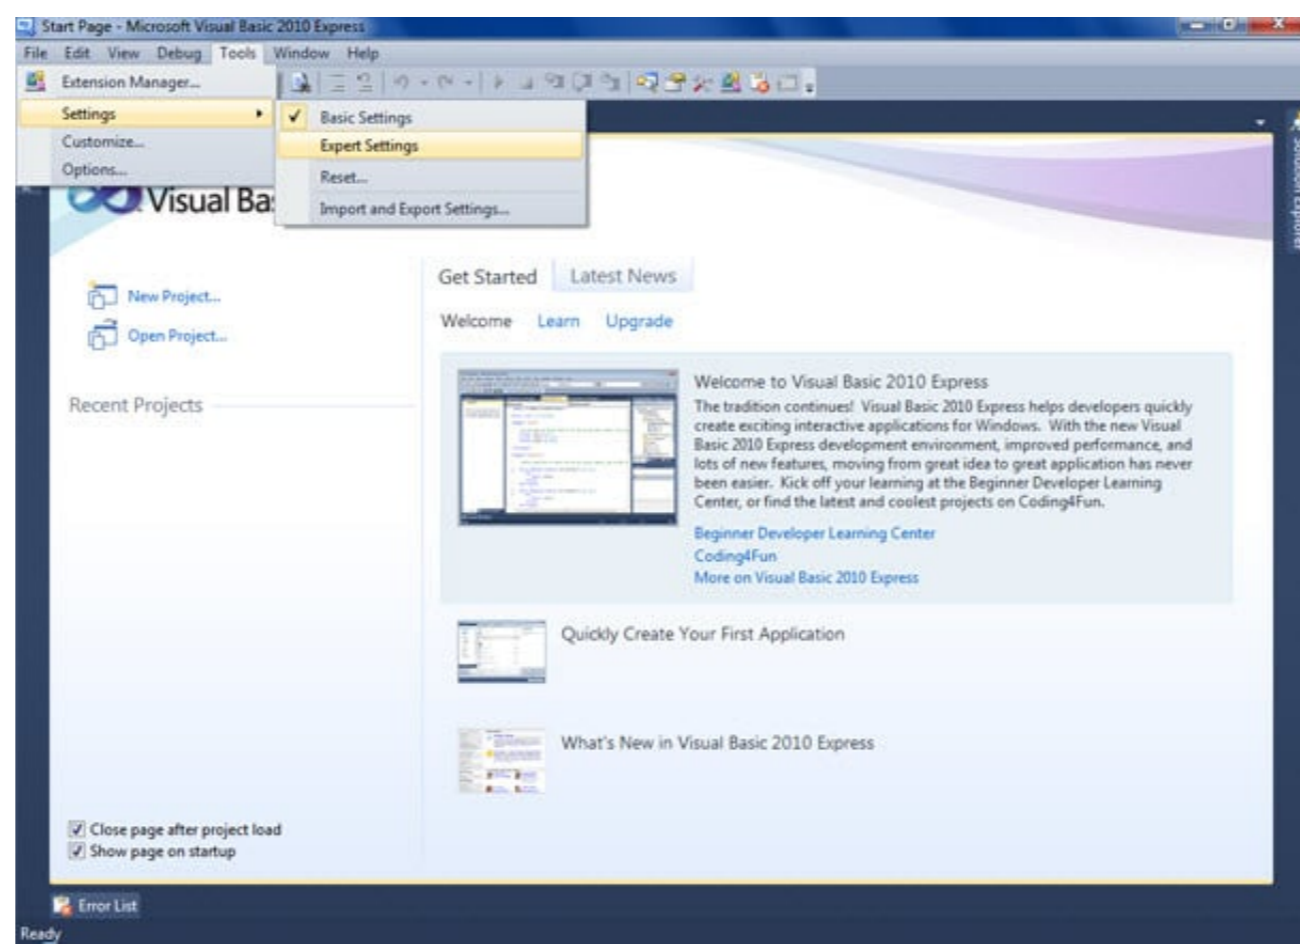 Start Page - Microsoft Visual Basic 2010 Express
File Edit View Debug Tools Window Help
Extension Manager...
Settings
Customize...
Options...
Basic Settings
Expert Settings
Reset...
Import and Export Settings...
Solution Explorer
Visual Bas
New Project...
Open Project...
Recent Projects
Get Started Latest News
Welcome Learn Upgrade
Welcome to Visual Basic 2010 Express
The tradition continues! Visual Basic 2010 Express helps developers quickly
create exciting interactive applications for Windows. With the new Visual
Basic 2010 Express development environment, improved performance, and
lots of new features, moving from great idea to great application has never
been easier. Kick off your learning at the Beginner Developer Learning
Center, or find the latest and coolest projects on Coding4Fun.
Beginner Developer Learning Center
Coding4Fun
More on Visual Basic 2010 Express
Quickly Create Your First Application
What's New in Visual Basic 2010 Express
Close page after project load
Show page on startup
Error List
Ready